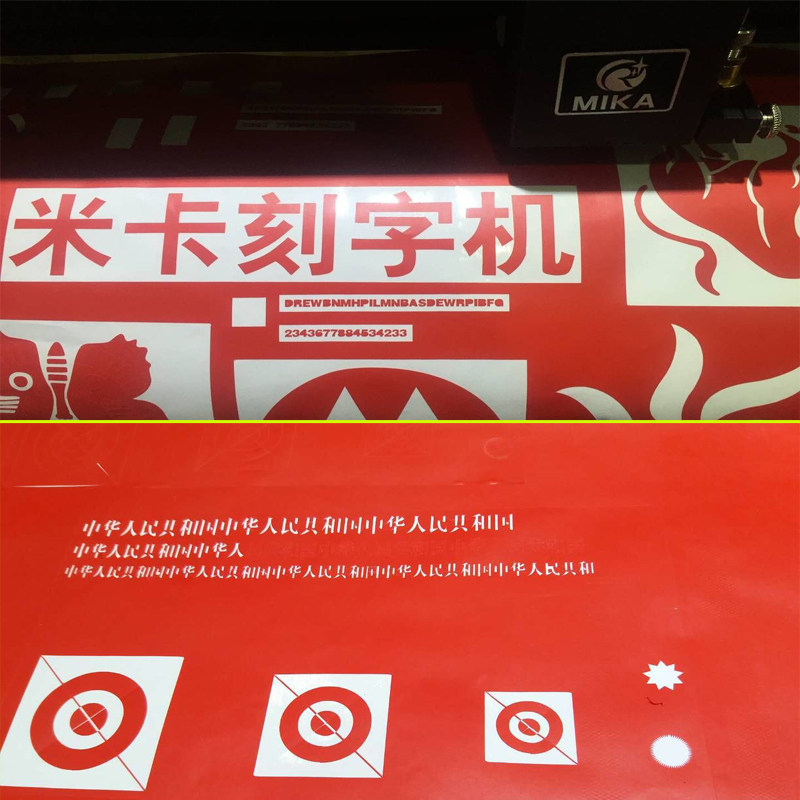 MIKA
米卡刻字机
DREWBNMHPILMNBASDEWRPIBFG
2343677884534233
中华人民共和国中华人民共和国中华人民共和国
中华人民共和国中华人
中华人民共和国中华人民共和国中华人民共和国中华人民共和国中华人民共和